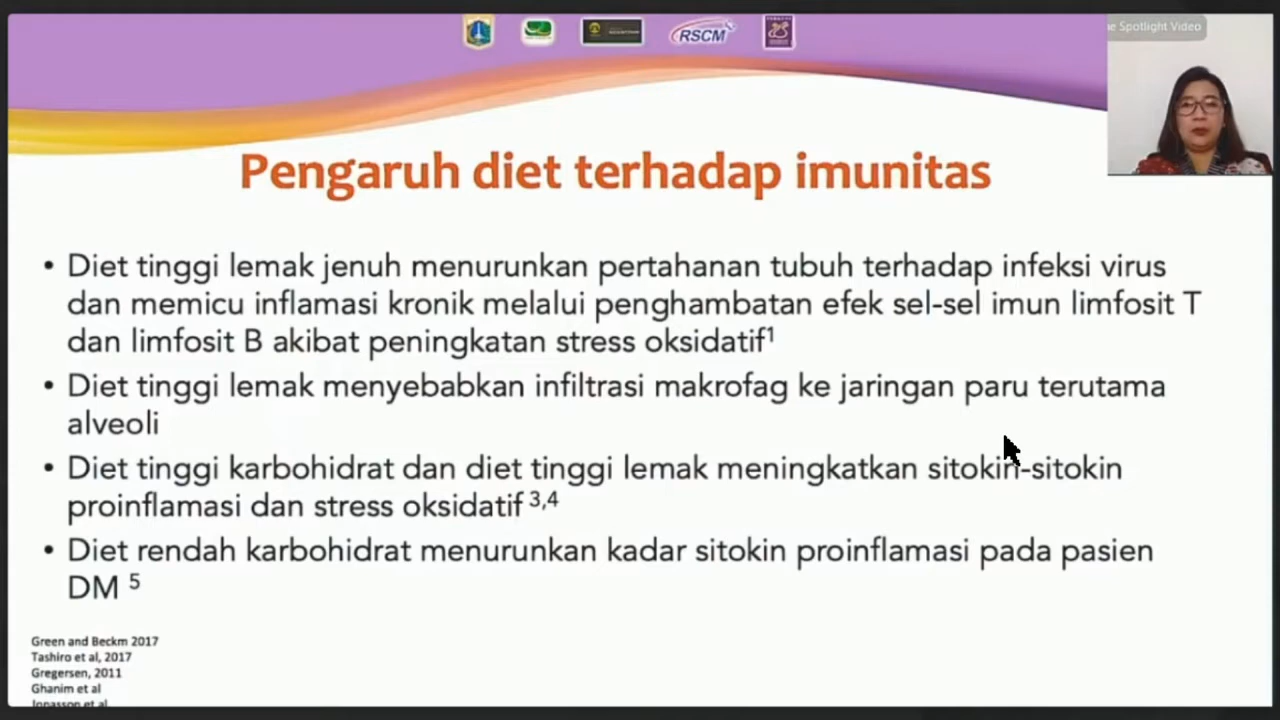 RSCM
e Spotlight Video
Pengaruh diet terhadap imunitas
• Diet tinggi lemak jenuh menurunkan pertahanan tubuh terhadap infeksi virus
dan memicu inflamasi kronik melalui penghambatan efek sel-sel imun limfosit T
dan limfosit B akibat peningkatan stress oksidatif¹
• Diet tinggi lemak menyebabkan infiltrasi makrofag ke jaringan paru terutama
alveoli
• Diet tinggi karbohidrat dan diet tinggi lemak meningkatkan sitokin-sitokin
proinflamasi dan stress oksidatif ³,⁴
• Diet rendah karbohidrat menurunkan kadar sitokin proinflamasi pada pasien
DM ⁵
Green and Beckm 2017
Tashiro et al, 2017
Gregersen, 2011
Ghanim et al
Jonasson et al